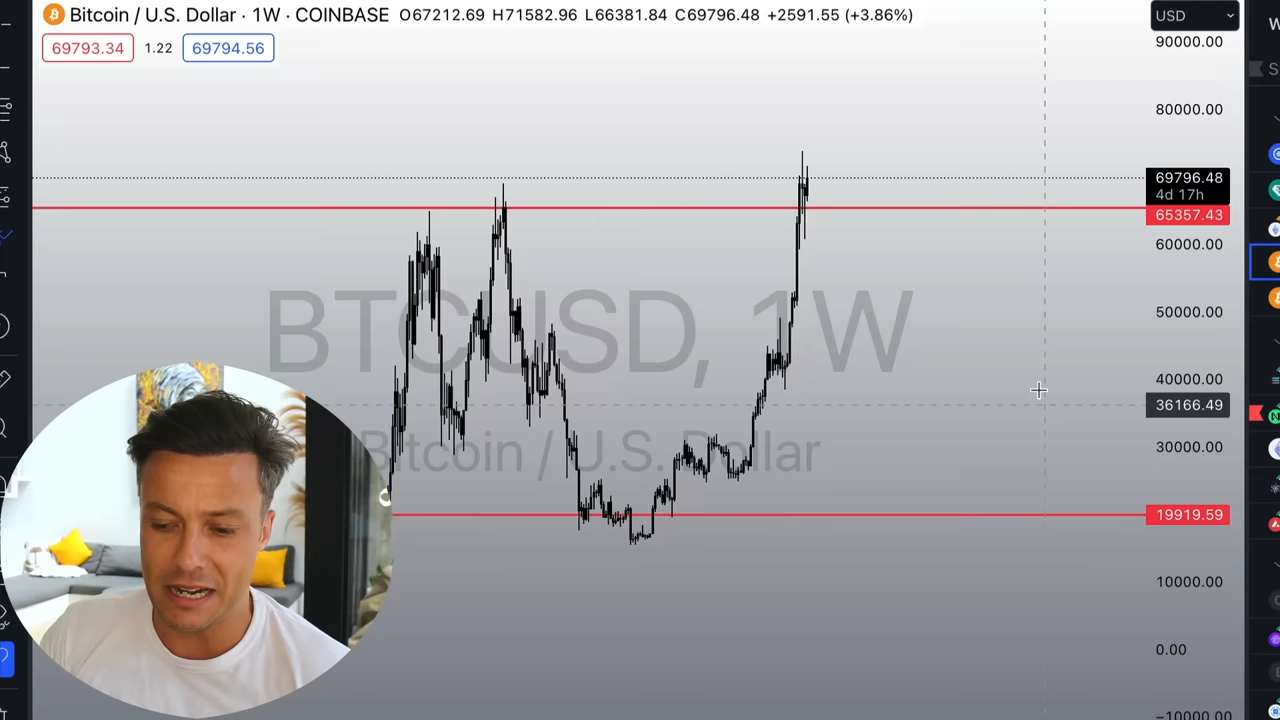 Bitcoin / U.S. Dollar · 1W · COINBASE O67212.69 H71582.96 L66381.84 C69796.48 +2591.55 (+3.86%)
USD
69793.34 1.22 69794.56
90000.00
80000.00
69796.48
4d 17h
65357.43
60000.00
50000.00
BTCUSD, 1W
40000.00
36166.49
30000.00
Bitcoin / U.S. Dollar
19919.59
10000.00
0.00
−10000.00